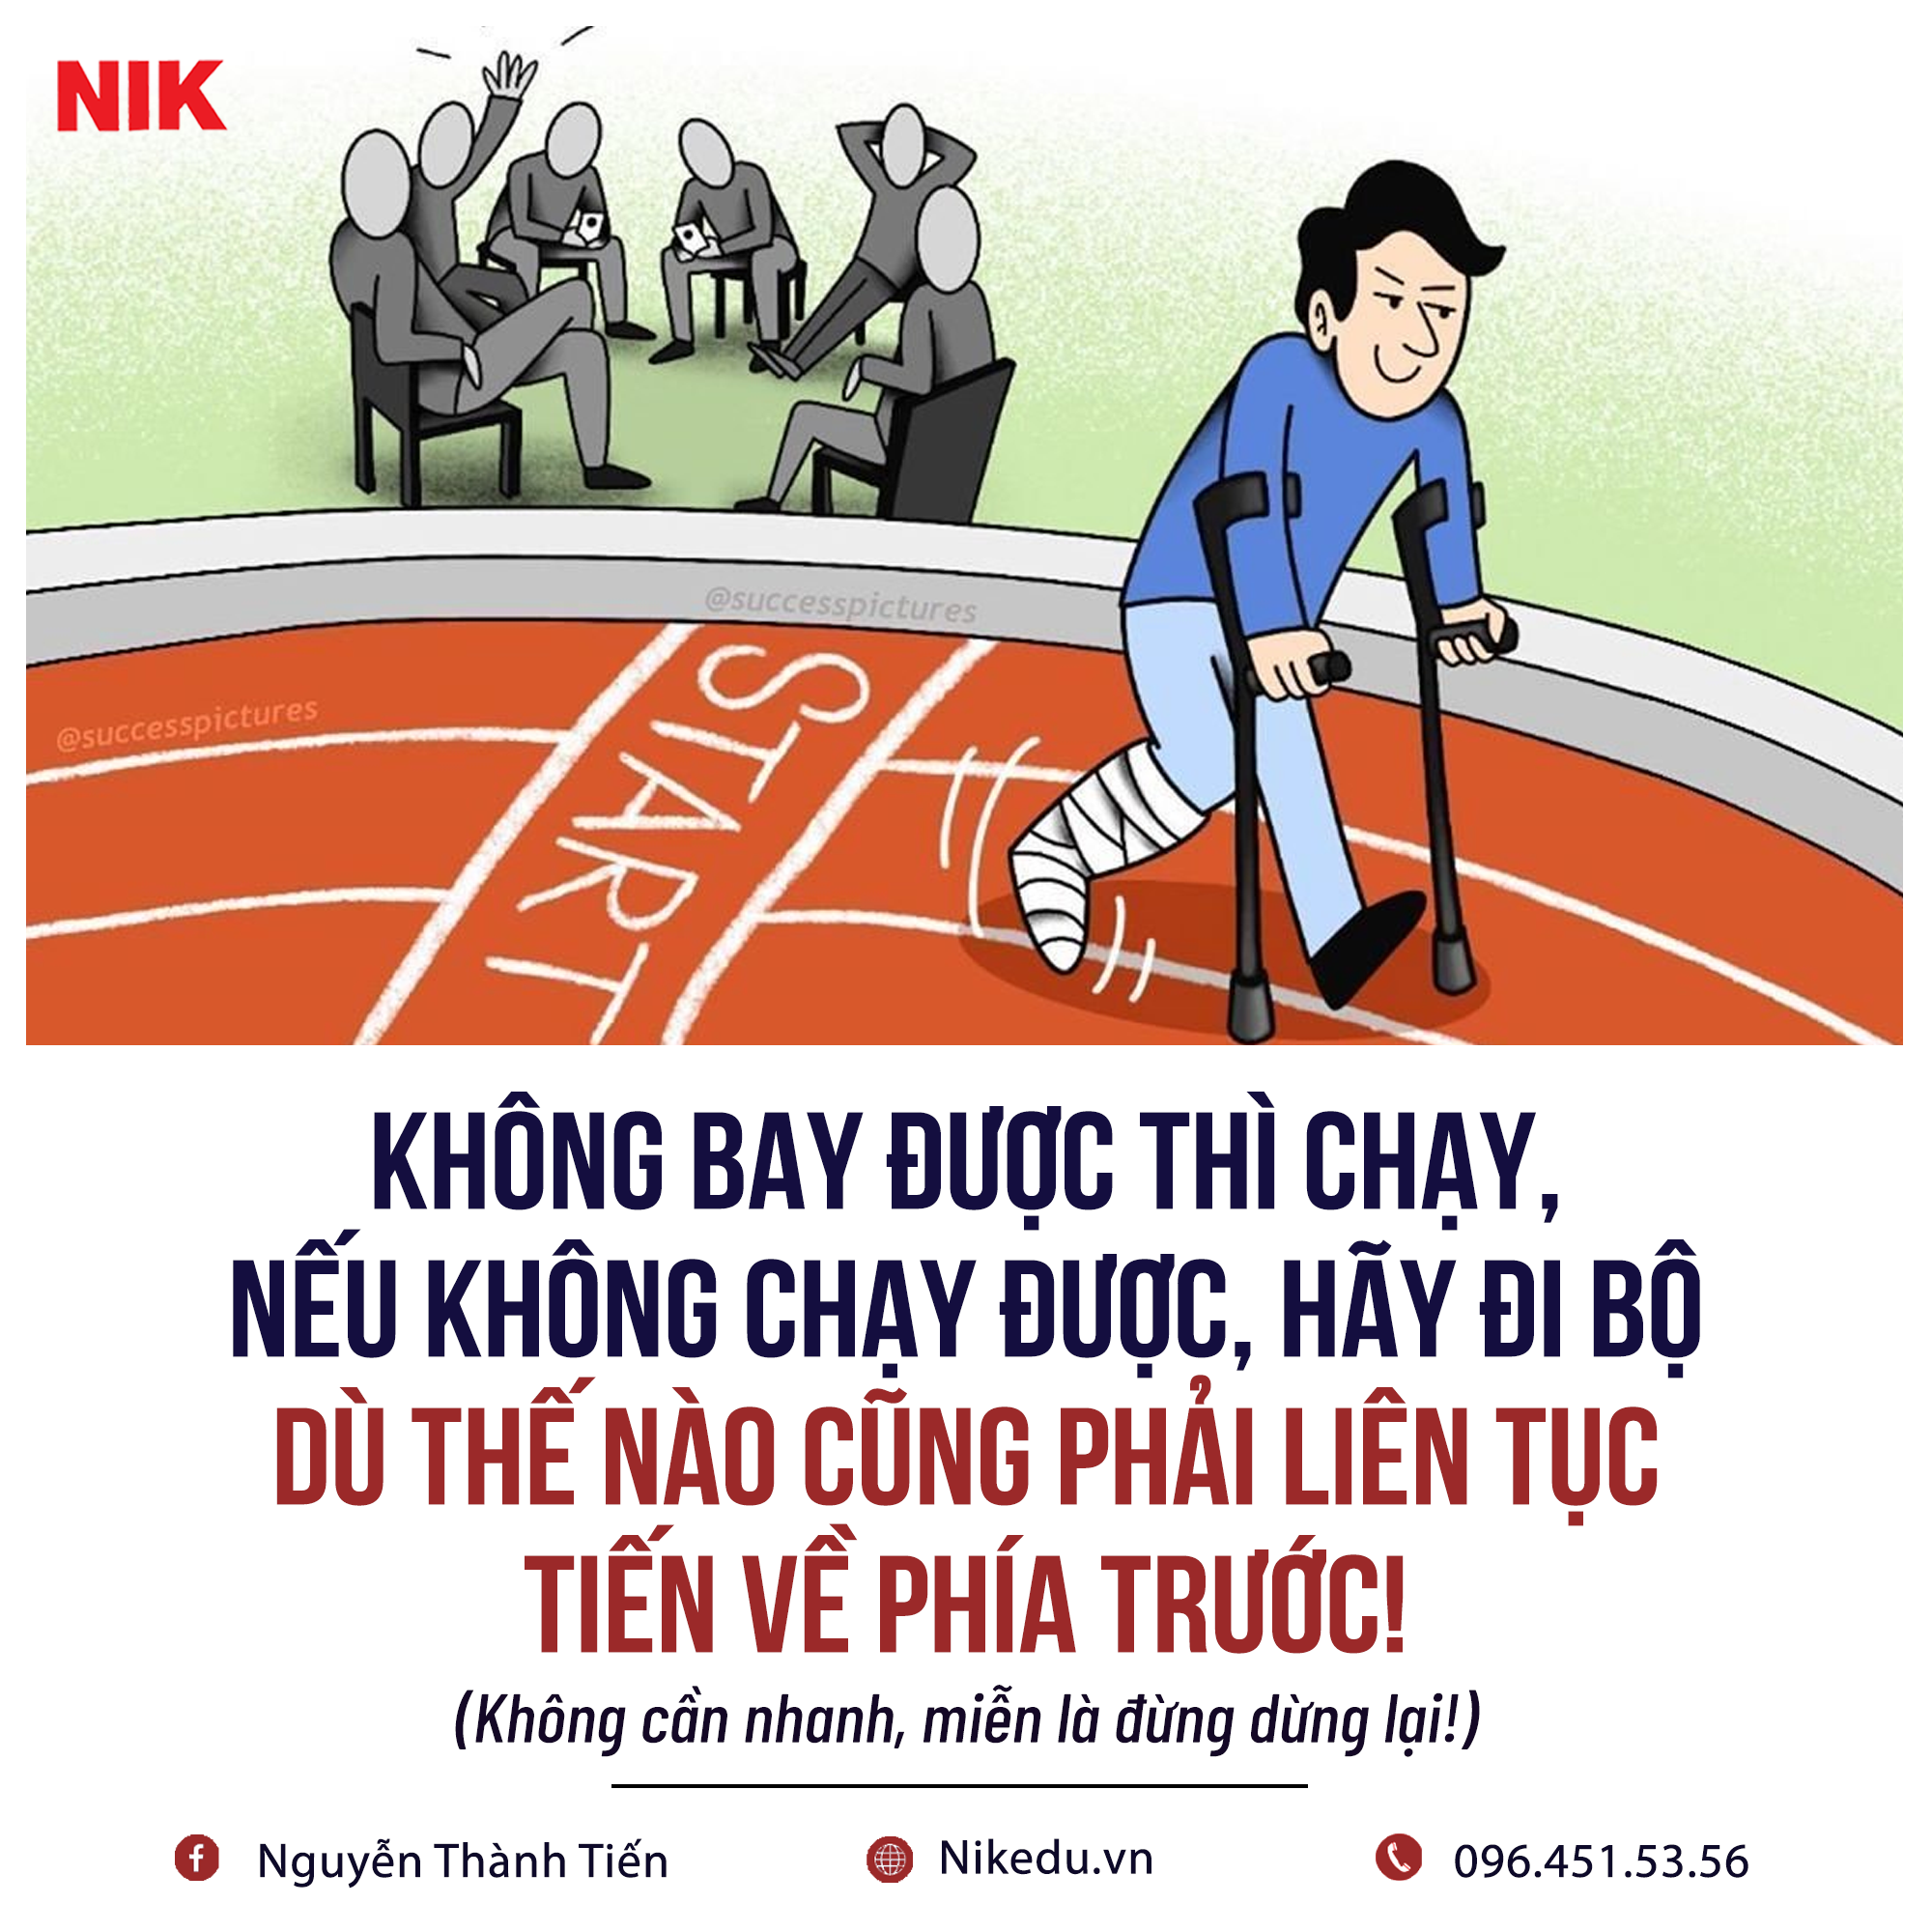 NIK
@successpictures
@successpictures
START
KHÔNG BAY ĐƯỢC THÌ CHẠY,
NẾU KHÔNG CHẠY ĐƯỢC, HÃY ĐI BỘ
DÙ THẾ NÀO CŨNG PHẢI LIÊN TỤC
TIẾN VỀ PHÍA TRƯỚC!
(Không cần nhanh, miễn là đừng dừng lại!)
Nguyễn Thành Tiến
Nikedu.vn
096.451.53.56